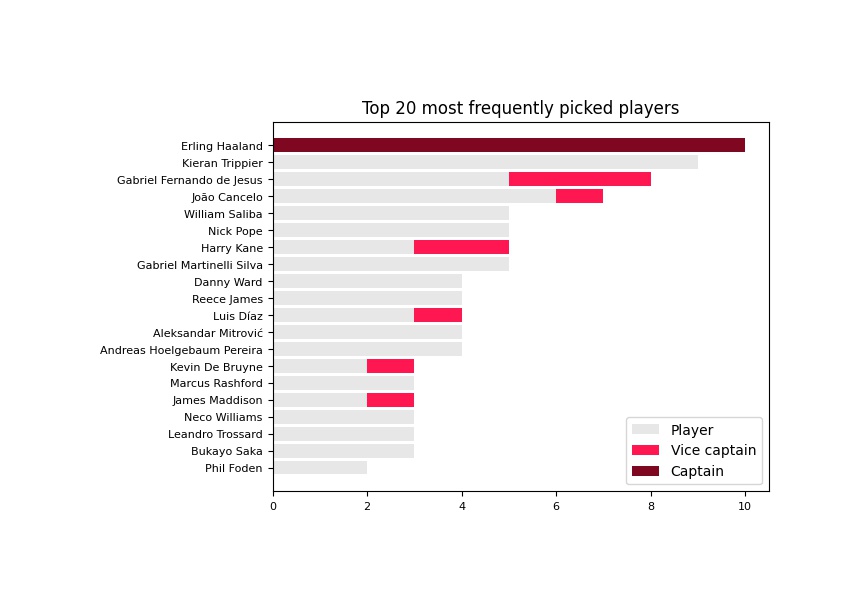 Top 20 most frequently picked players
Erling Haaland
Kieran Trippier
Gabriel Fernando de Jesus
João Cancelo
William Saliba
Nick Pope
Harry Kane
Gabriel Martinelli Silva
Danny Ward
Reece James
Luis Díaz
Aleksandar Mitrović
Andreas Hoelgebaum Pereira
Kevin De Bruyne
Marcus Rashford
James Maddison
Neco Williams
Leandro Trossard
Bukayo Saka
Phil Foden
Player
Vice captain
Captain
0 2 4 6 8 10